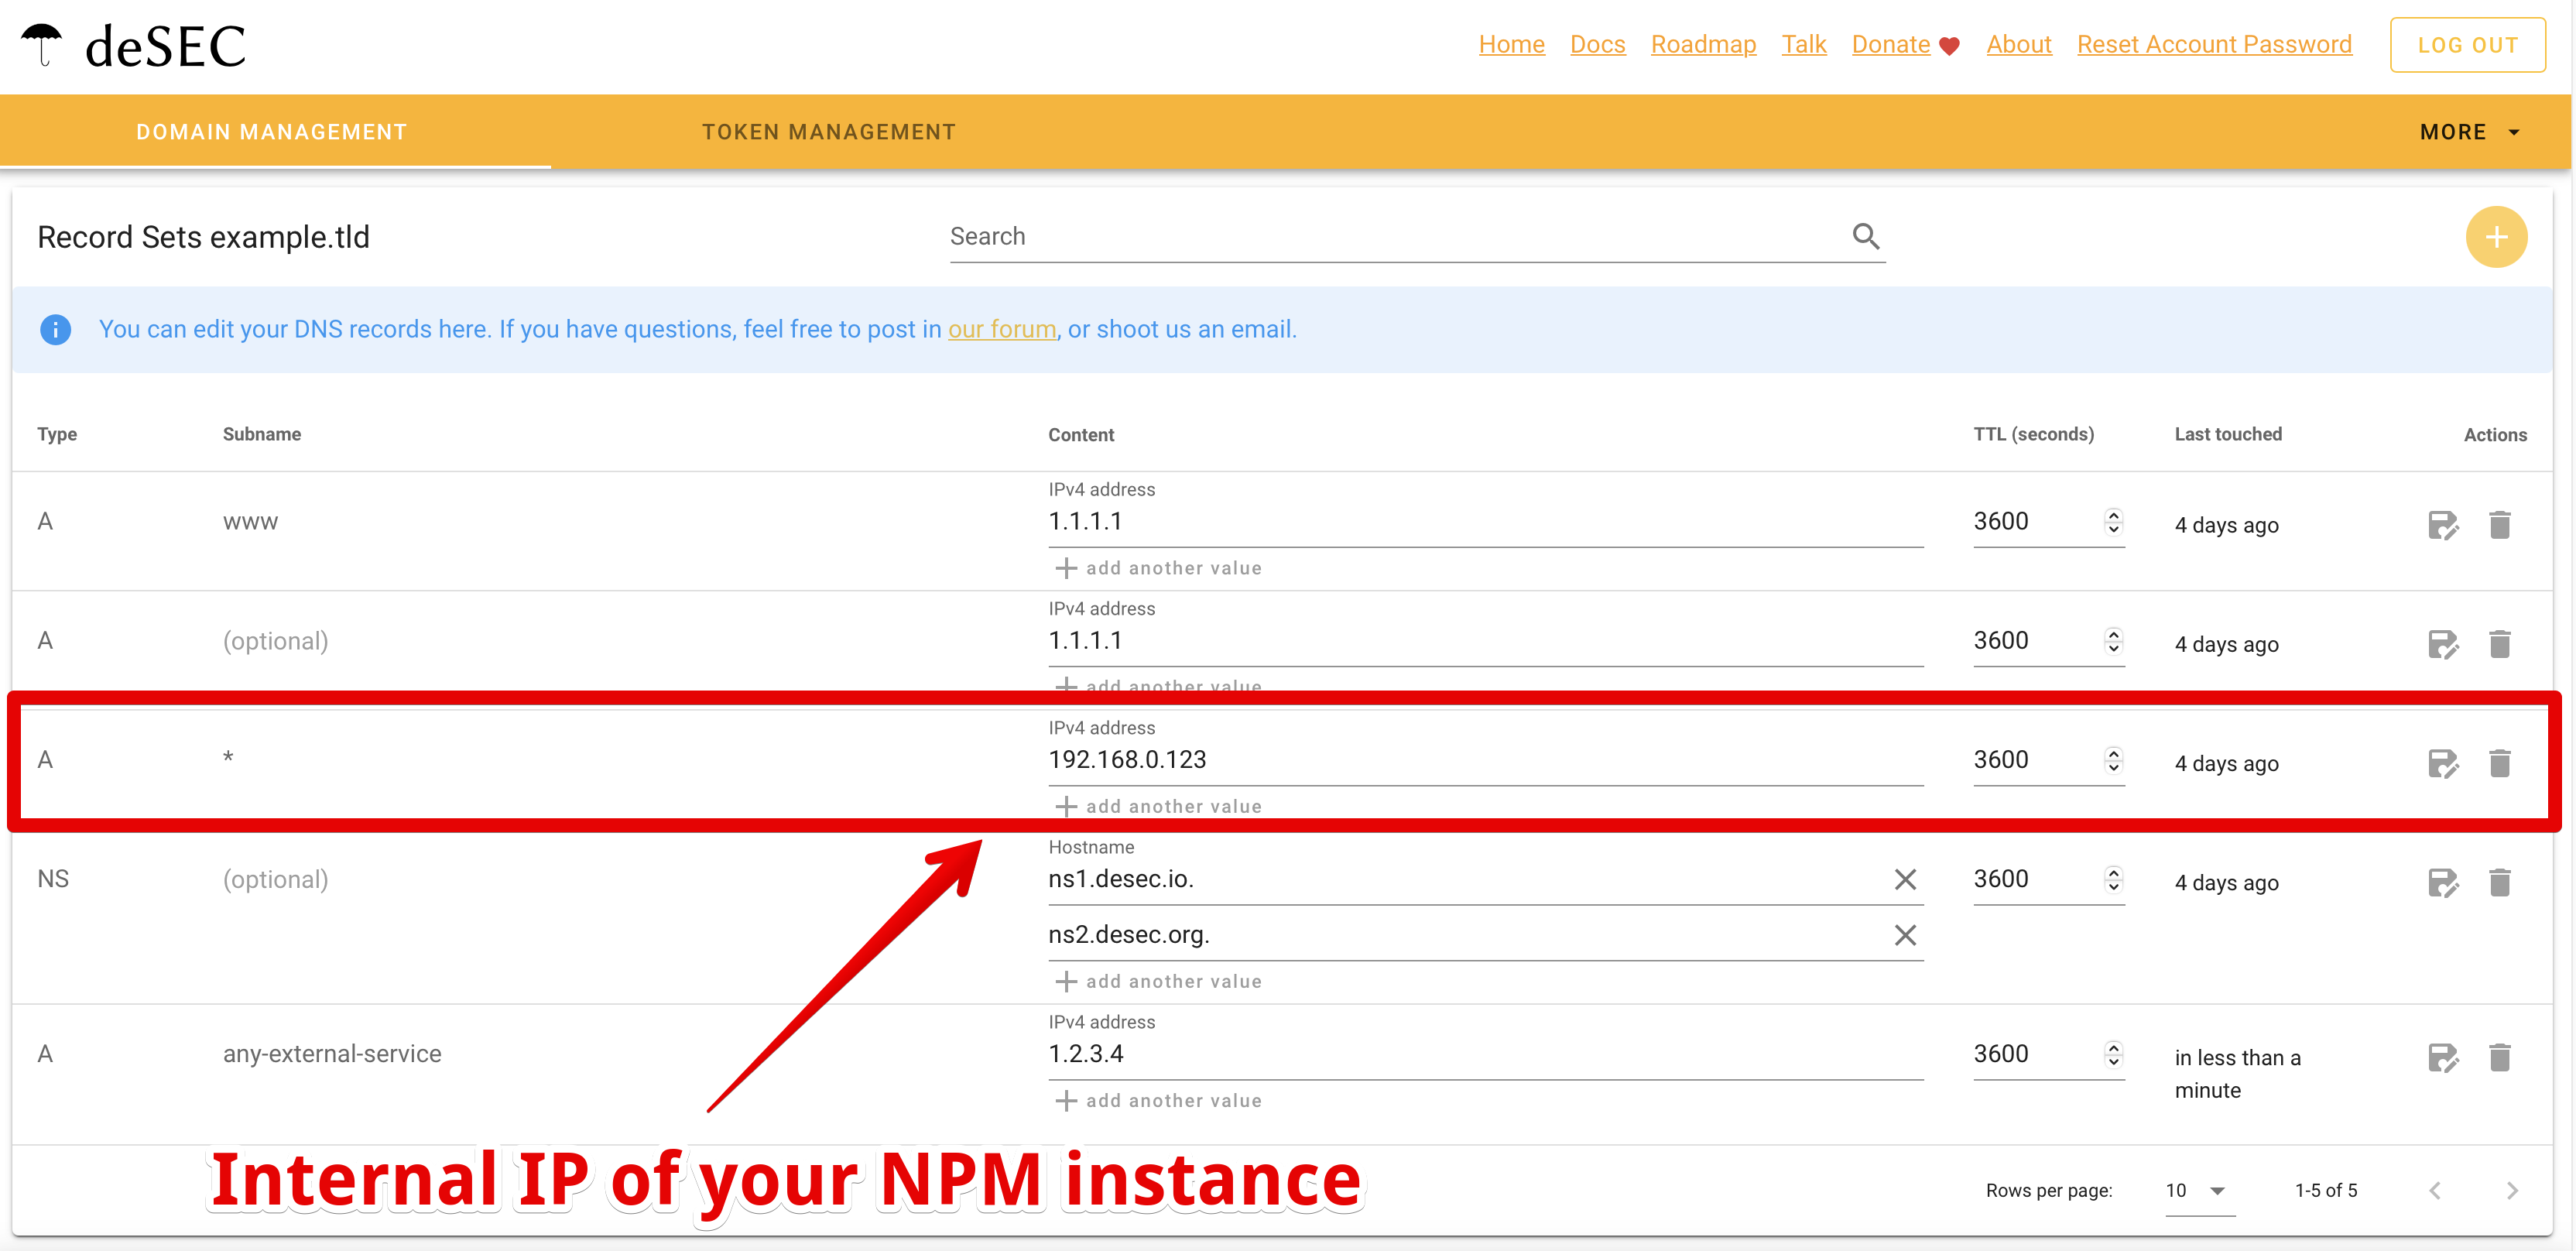 deSEC
Home Docs Roadmap Talk Donate About Reset Account Password LOG OUT
DOMAIN MANAGEMENT TOKEN MANAGEMENT MORE
Record Sets example.tld Search
You can edit your DNS records here. If you have questions, feel free to post in our forum, or shoot us an email.
Type Subname Content TTL (seconds) Last touched Actions
IPv4 address
A www 1.1.1.1 3600 4 days ago
add another value
IPv4 address
A (optional) 1.1.1.1 3600 4 days ago
add another value
IPv4 address
A * 192.168.0.123 3600 4 days ago
add another value
Hostname
NS (optional) ns1.desec.io. 3600 4 days ago
ns2.desec.org.
add another value
IPv4 address
A any-external-service 1.2.3.4 3600 in less than a
minute
add another value
Internal IP of your NPM instance
Rows per page: 10 1-5 of 5